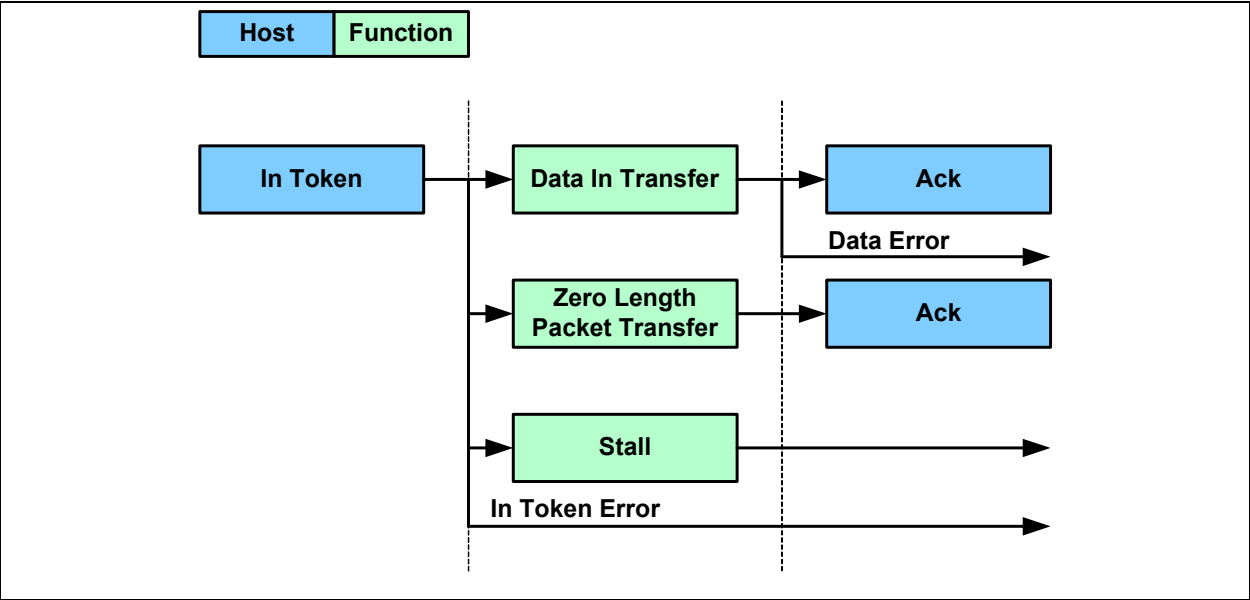 Host
Function
In Token
Data In Transfer
Ack
Data Error
Zero Length
Packet Transfer
Ack
Stall
In Token Error